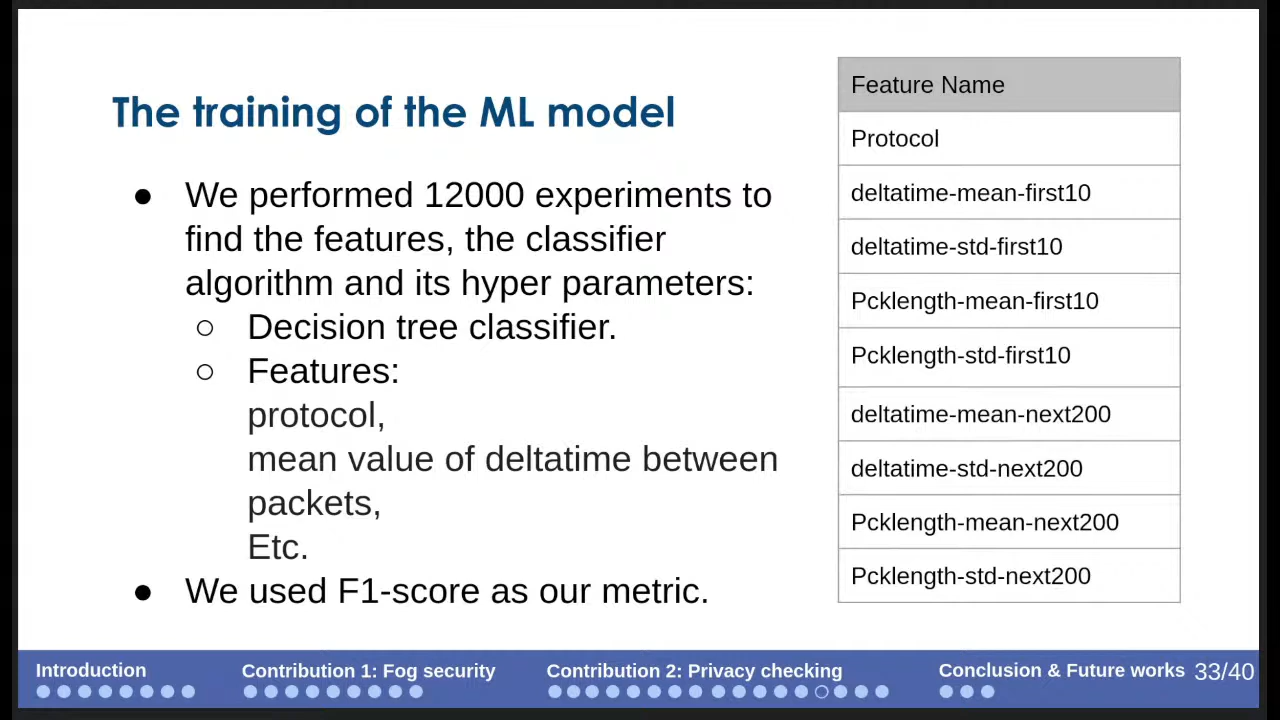 The training of the ML model
● We performed 12000 experiments to
find the features, the classifier
algorithm and its hyper parameters:
○ Decision tree classifier.
○ Features:
protocol,
mean value of deltatime between
packets,
Etc.
● We used F1-score as our metric.
Feature Name
Protocol
deltatime-mean-first10
deltatime-std-first10
Pcklength-mean-first10
Pcklength-std-first10
deltatime-mean-next200
deltatime-std-next200
Pcklength-mean-next200
Pcklength-std-next200
Introduction
Contribution 1: Fog security
Contribution 2: Privacy checking
Conclusion & Future works
33/40